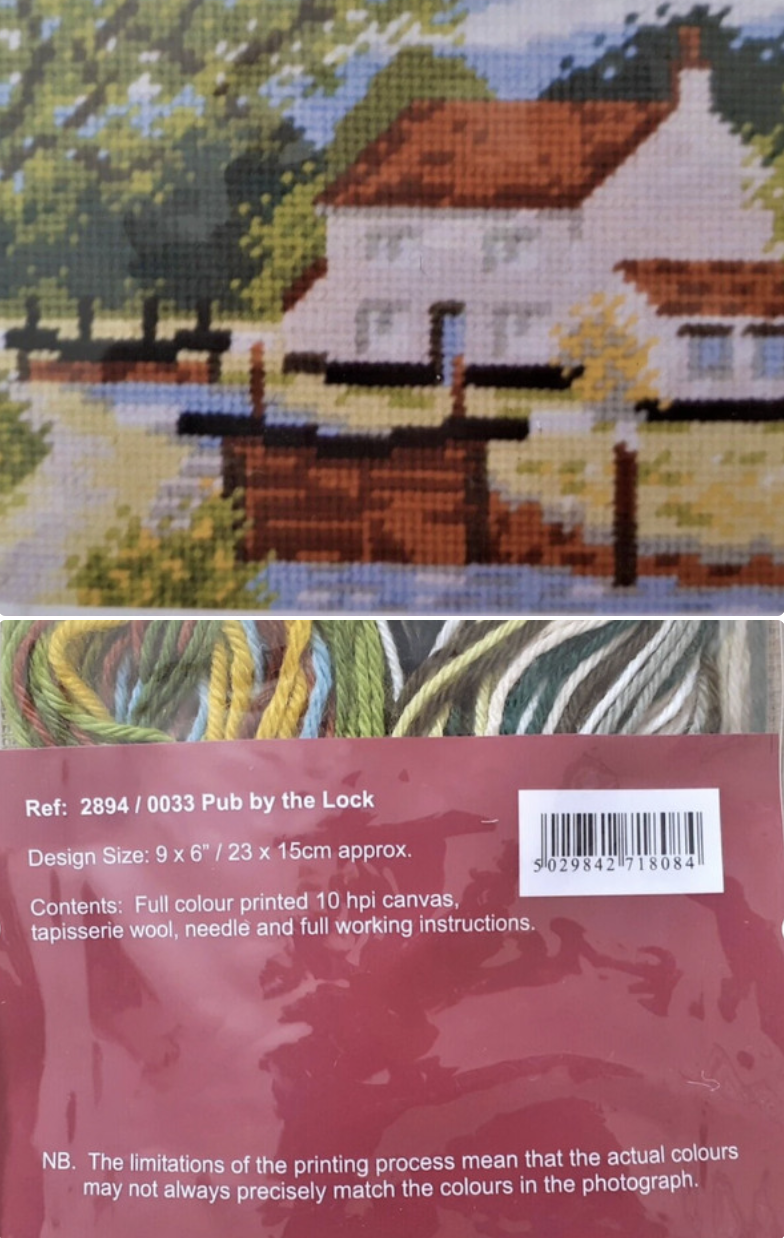 Ref: 2894 / 0033 Pub by the Lock
Design Size: 9 x 6” / 23 x 15cm approx.
5 029842 718084
Contents: Full colour printed 10 hpi canvas,
tapisserie wool, needle and full working instructions.
NB. The limitations of the printing process mean that the actual colours
may not always precisely match the colours in the photograph.